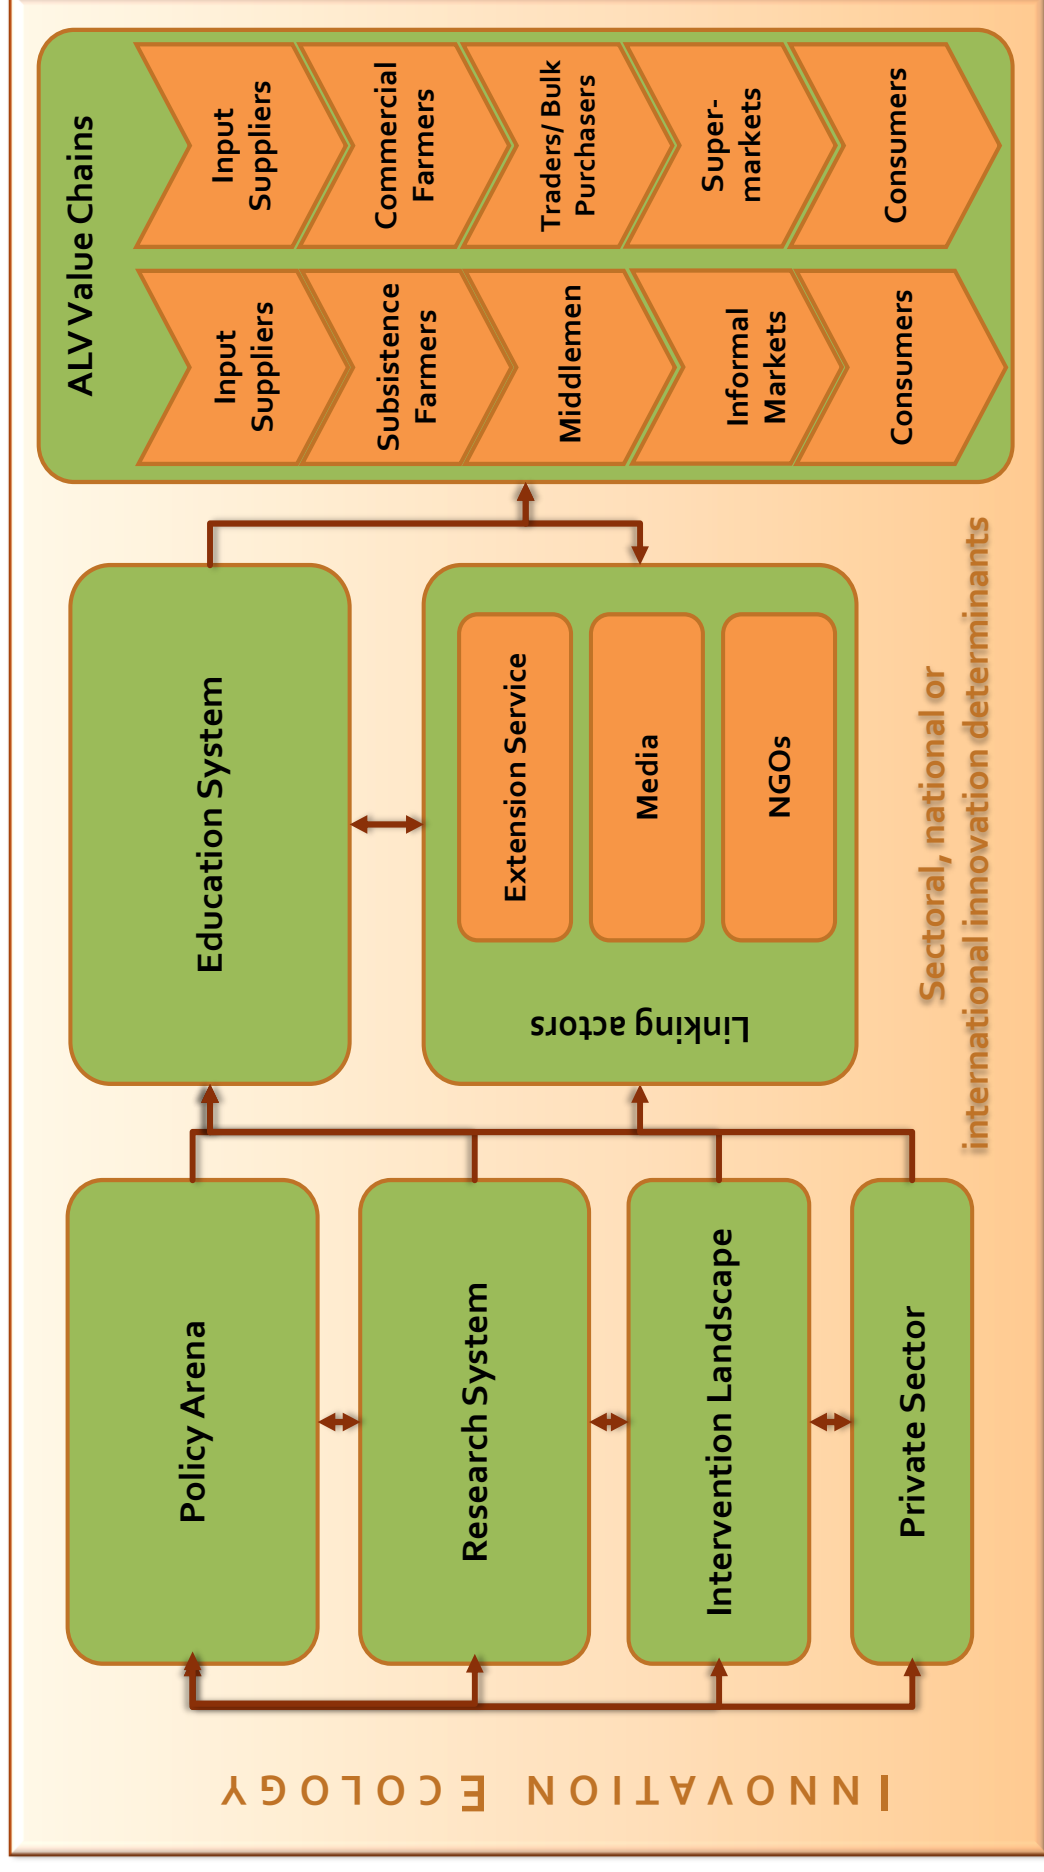 INNOVATION ECOLOGY
Policy Arena
Research System
Intervention Landscape
Private Sector
Education System
Linking actors
Extension Service
Media
NGOs
ALV Value Chains
Input
Suppliers
Subsistence
Farmers
Middlemen
Informal
Markets
Consumers
Input
Suppliers
Commercial
Farmers
Traders/ Bulk
Purchasers
Super-
markets
Consumers
Sectoral, national or
international innovation determinants